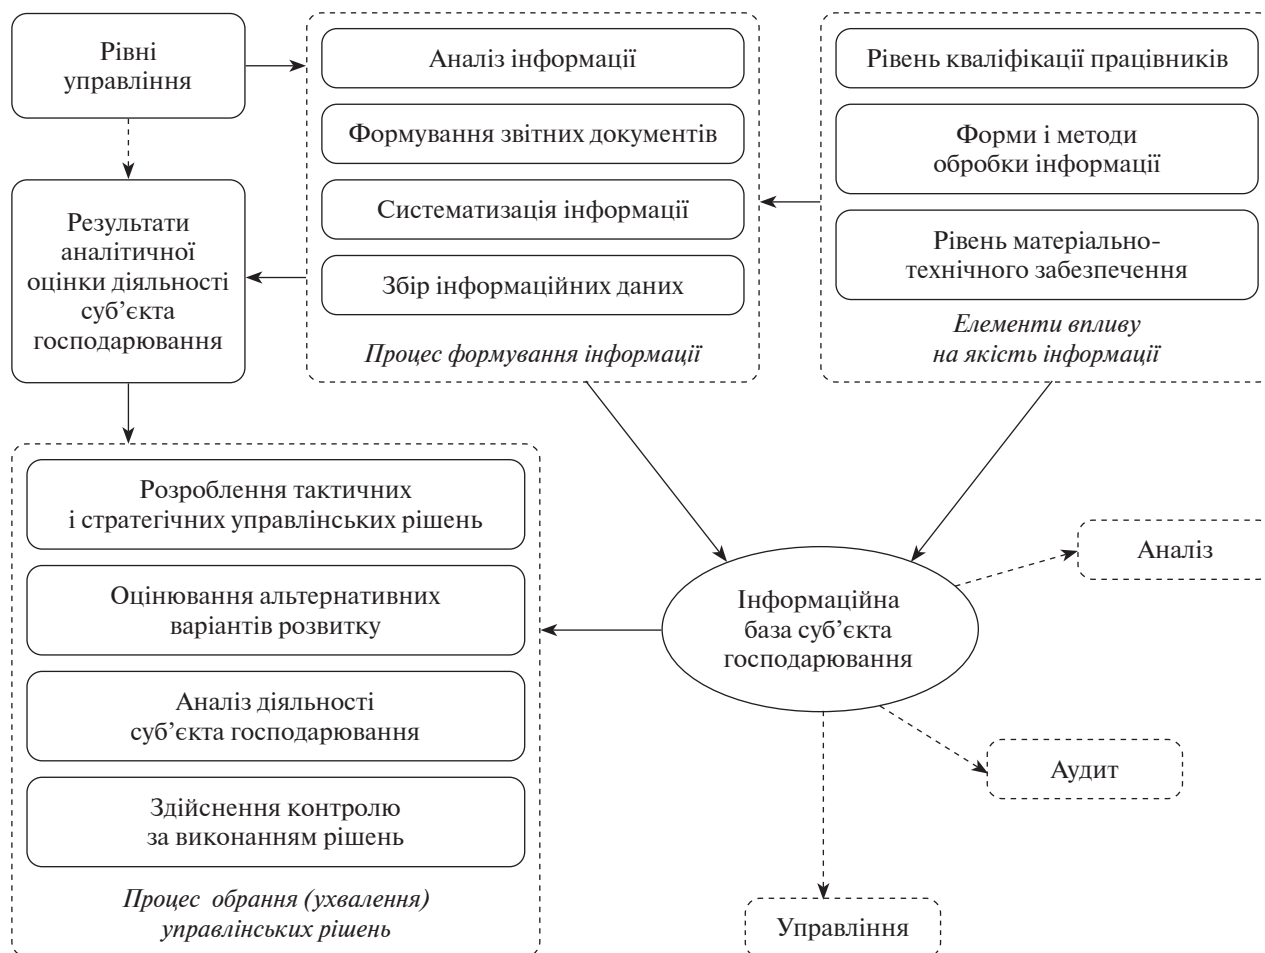 Рівні
управління
Аналіз інформації
Формування звітних документів
Систематизація інформації
Збір інформаційних даних
Процес формування інформації
Рівень кваліфікації працівників
Форми і методи
обробки інформації
Рівень матеріально-
технічного забезпечення
Елементи впливу
на якість інформації
Результати
аналітичної
оцінки діяльності
суб’єкта
господарювання
Розроблення тактичних
і стратегічних управлінських рішень
Оцінювання альтернативних
варіантів розвитку
Аналіз діяльності
суб’єкта господарювання
Здійснення контролю
за виконанням рішень
Процес обрання (ухвалення)
управлінських рішень
Інформаційна
база суб’єкта
господарювання
Аналіз
Аудит
Управління